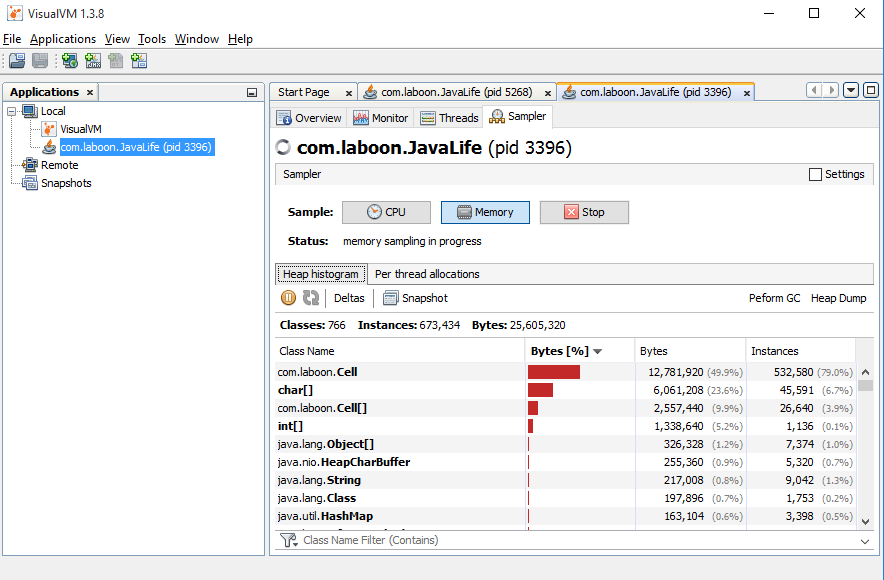 VisualVM 1.3.8
File Applications View Tools Window Help
Applications
Local
VisualVM
com.laboon.JavaLife (pid 3396)
Remote
Snapshots
Start Page com.laboon.JavaLife (pid 5268) com.laboon.JavaLife (pid 3396)
Overview Monitor Threads Sampler
com.laboon.JavaLife (pid 3396)
Sampler Settings
Sample: CPU Memory Stop
Status: memory sampling in progress
Heap histogram Per thread allocations
Deltas Snapshot Peform GC Heap Dump
Classes: 766 Instances: 673,434 Bytes: 25,605,320
Class Name Bytes [%] Bytes Instances
com.laboon.Cell 12,781,920 (49.9%) 532,580 (79.0%)
char[] 6,061,208 (23.6%) 45,591 (6.7%)
com.laboon.Cell[] 2,557,440 (9.9%) 26,640 (3.9%)
int[] 1,338,640 (5.2%) 1,136 (0.1%)
java.lang.Object[] 326,328 (1.2%) 7,374 (1.0%)
java.nio.HeapCharBuffer 255,360 (0.9%) 5,320 (0.7%)
java.lang.String 217,008 (0.8%) 9,042 (1.3%)
java.lang.Class 197,896 (0.7%) 1,753 (0.2%)
java.util.HashMap 163,104 (0.6%) 3,398 (0.5%)
Class Name Filter (Contains)